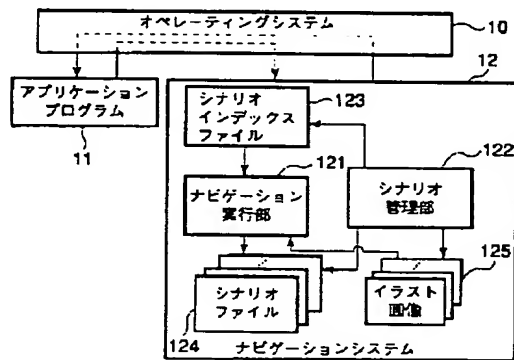 オペレーティングシステム
10
12
アプリケーション
プログラム
11
シナリオ
インデックス
ファイル
123
121
122
ナビゲーション
実行部
シナリオ
管理部
125
シナリオ
ファイル
イラスト
画像
124
ナビゲーションシステム